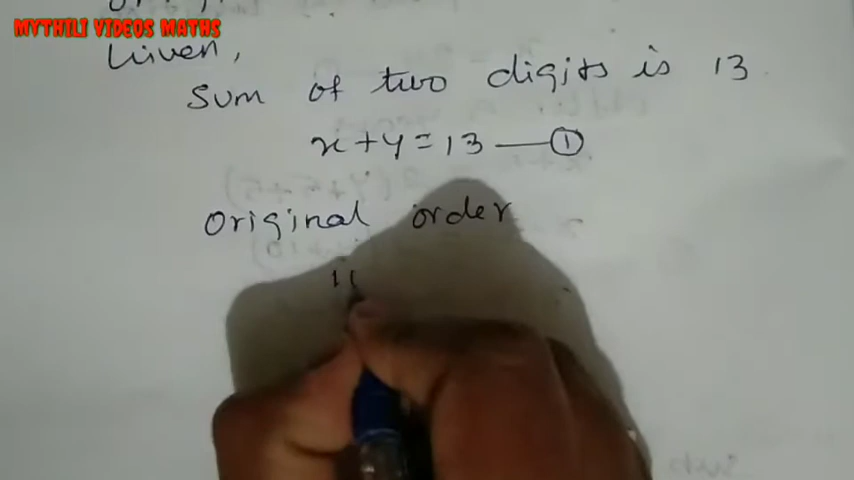 MYTHILI VIDEOS MATHS
Given,
Sum of two digits is 13
x+y=13 —— ①
Original order